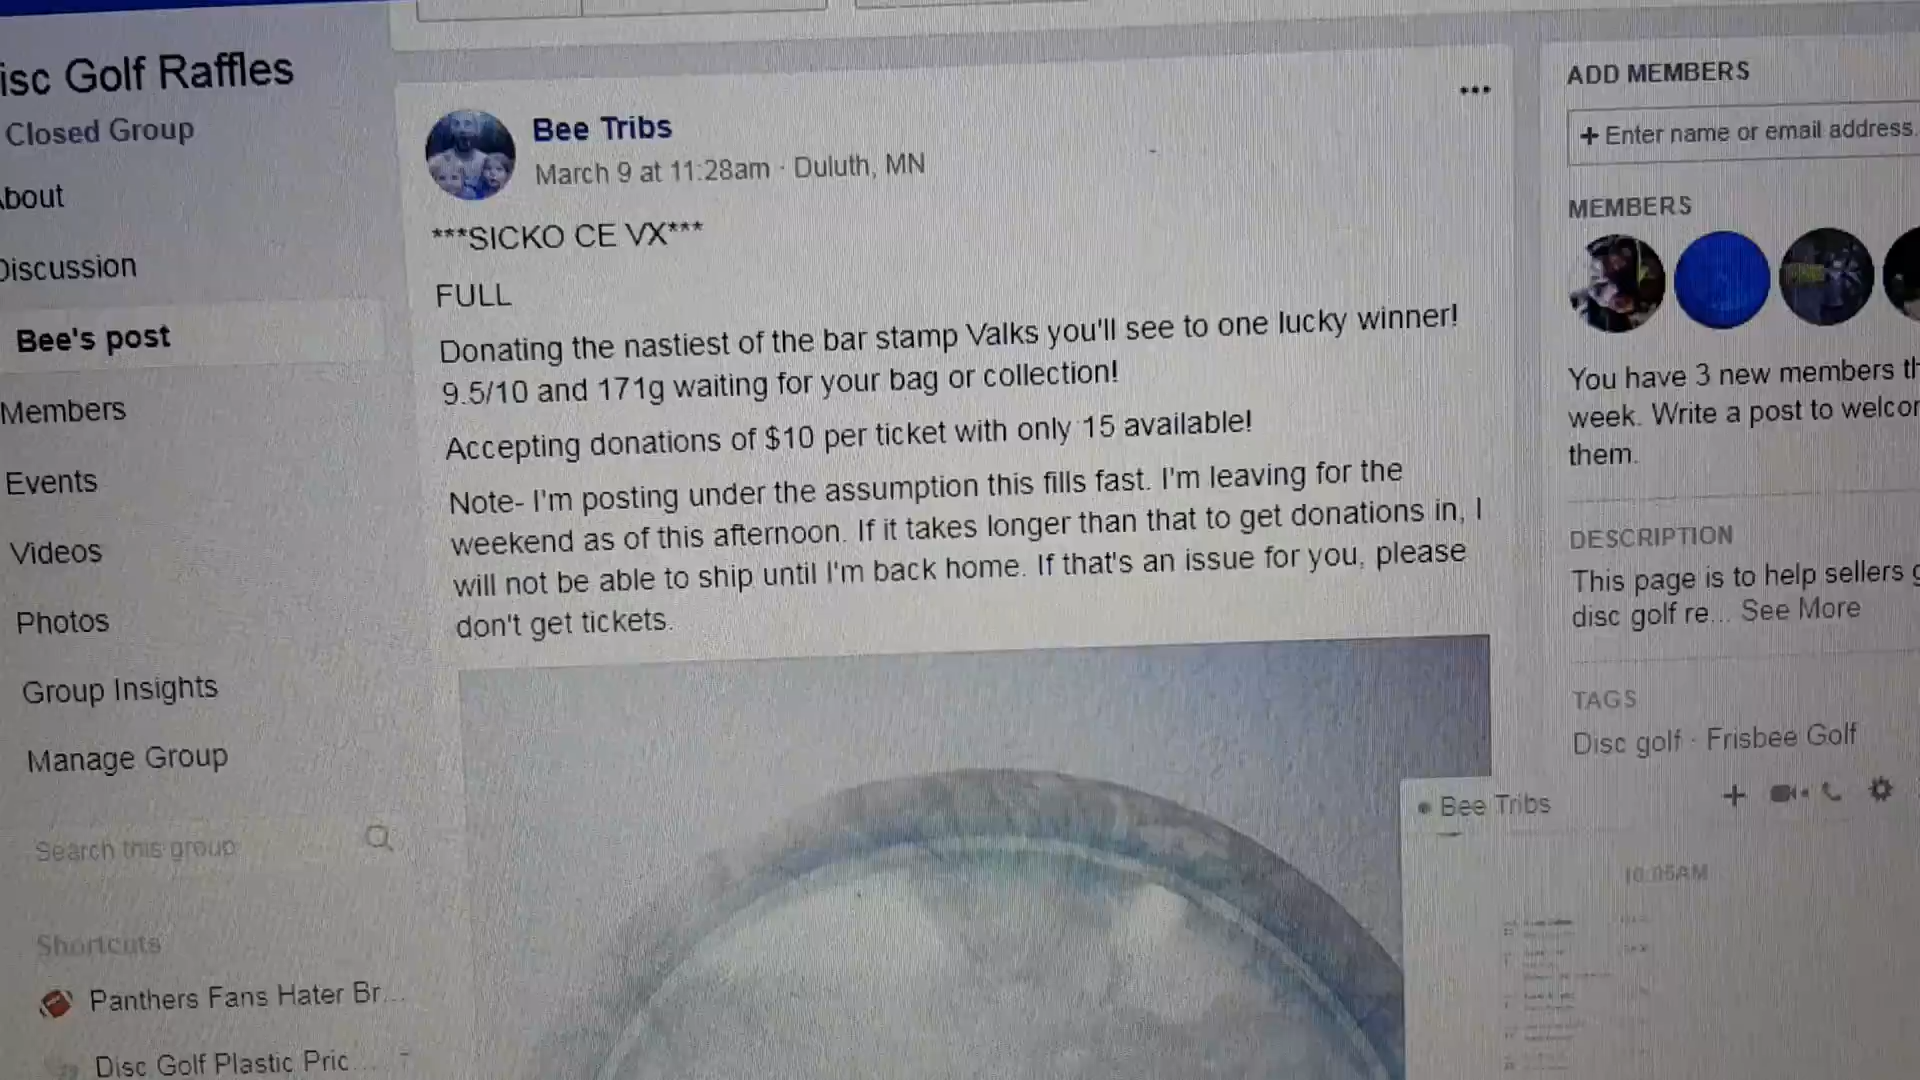 isc Golf Raffles
Closed Group
About
Discussion
Bee's post
Members
Events
Videos
Photos
Group Insights
Manage Group
Search this group
Shortcuts
Panthers Fans Hater Br...
Disc Golf Plastic Pric...
Bee Tribs
March 9 at 11:28am · Duluth, MN
***SICKO CE VX***
FULL
Donating the nastiest of the bar stamp Valks you'll see to one lucky winner!
9.5/10 and 171g waiting for your bag or collection!
Accepting donations of $10 per ticket with only 15 available!
Note- I'm posting under the assumption this fills fast. I'm leaving for the
weekend as of this afternoon. If it takes longer than that to get donations in, I
will not be able to ship until I'm back home. If that's an issue for you, please
don't get tickets.
ADD MEMBERS
+ Enter name or email address.
MEMBERS
You have 3 new members th
week. Write a post to welcor
them.
DESCRIPTION
This page is to help sellers g
disc golf re... See More
TAGS
Disc golf · Frisbee Golf
Bee Tribs
10:05AM